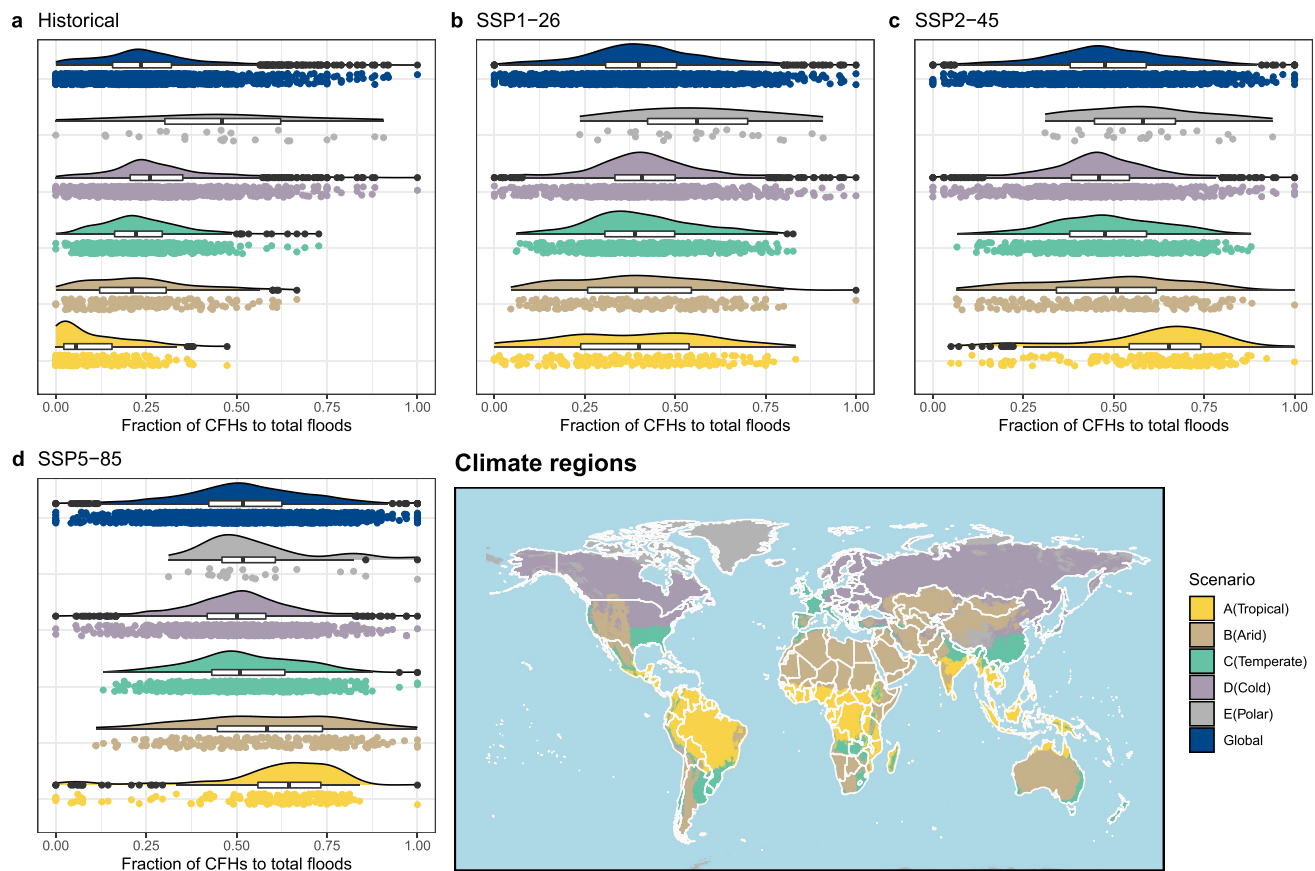 a Historical
0.00 0.25 0.50 0.75 1.00
Fraction of CFHs to total floods
b SSP1−26
0.00 0.25 0.50 0.75 1.00
Fraction of CFHs to total floods
c SSP2−45
0.00 0.25 0.50 0.75 1.00
Fraction of CFHs to total floods
d SSP5−85
0.00 0.25 0.50 0.75 1.00
Fraction of CFHs to total floods
Climate regions
Scenario
A(Tropical)
B(Arid)
C(Temperate)
D(Cold)
E(Polar)
Global